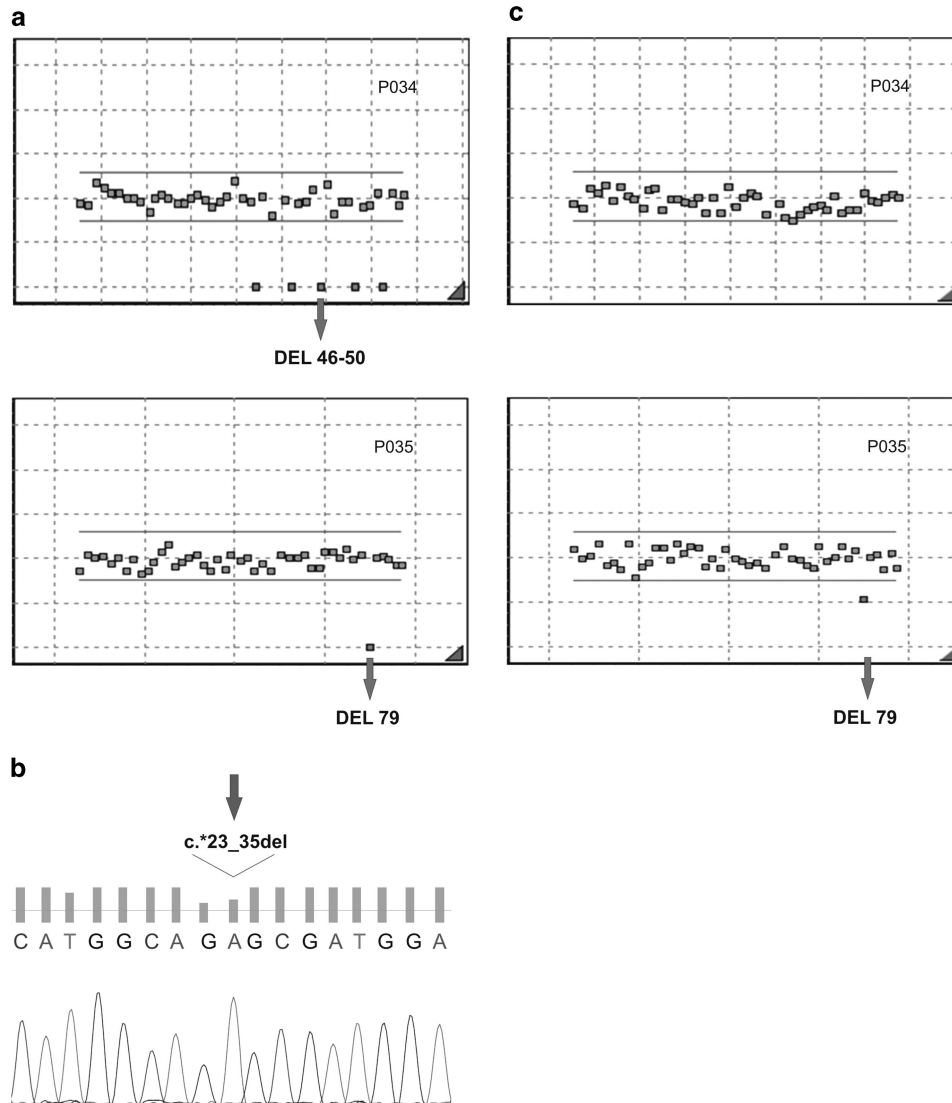 a
P034
DEL 46-50
P035
DEL 79
c
P034
P035
DEL 79
b
c.*23_35del
C A T G G C A G A G C G A T G G A